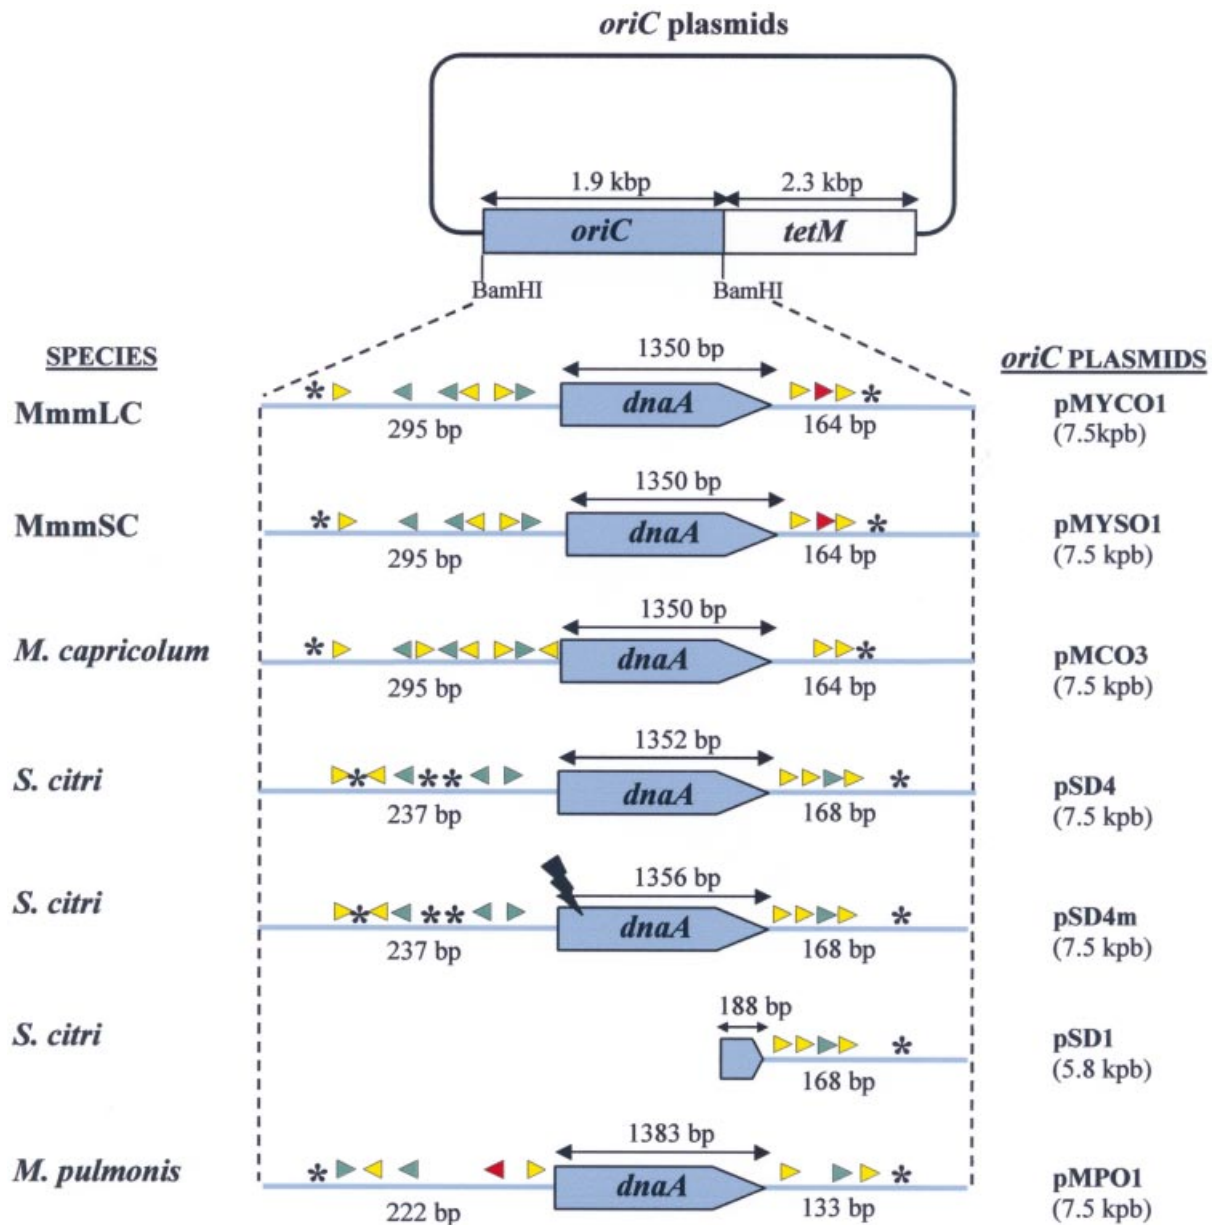 oriC plasmids
1.9 kbp 2.3 kbp
oriC tetM
BamHI BamHI
SPECIES oriC PLASMIDS
1350 bp
MmmLC * dnaA * pMYCO1
295 bp 164 bp (7.5kpb)
1350 bp
MmmSC * dnaA * pMYSO1
295 bp 164 bp (7.5 kpb)
1350 bp
M. capricolum * dnaA * pMCO3
295 bp 164 bp (7.5 kpb)
1352 bp
S. citri * ** dnaA * pSD4
237 bp 168 bp (7.5 kpb)
1356 bp
S. citri * ** dnaA * pSD4m
237 bp 168 bp (7.5 kpb)
188 bp
S. citri * pSD1
168 bp (5.8 kpb)
1383 bp
M. pulmonis * dnaA * pMPO1
222 bp 133 bp (7.5 kpb)